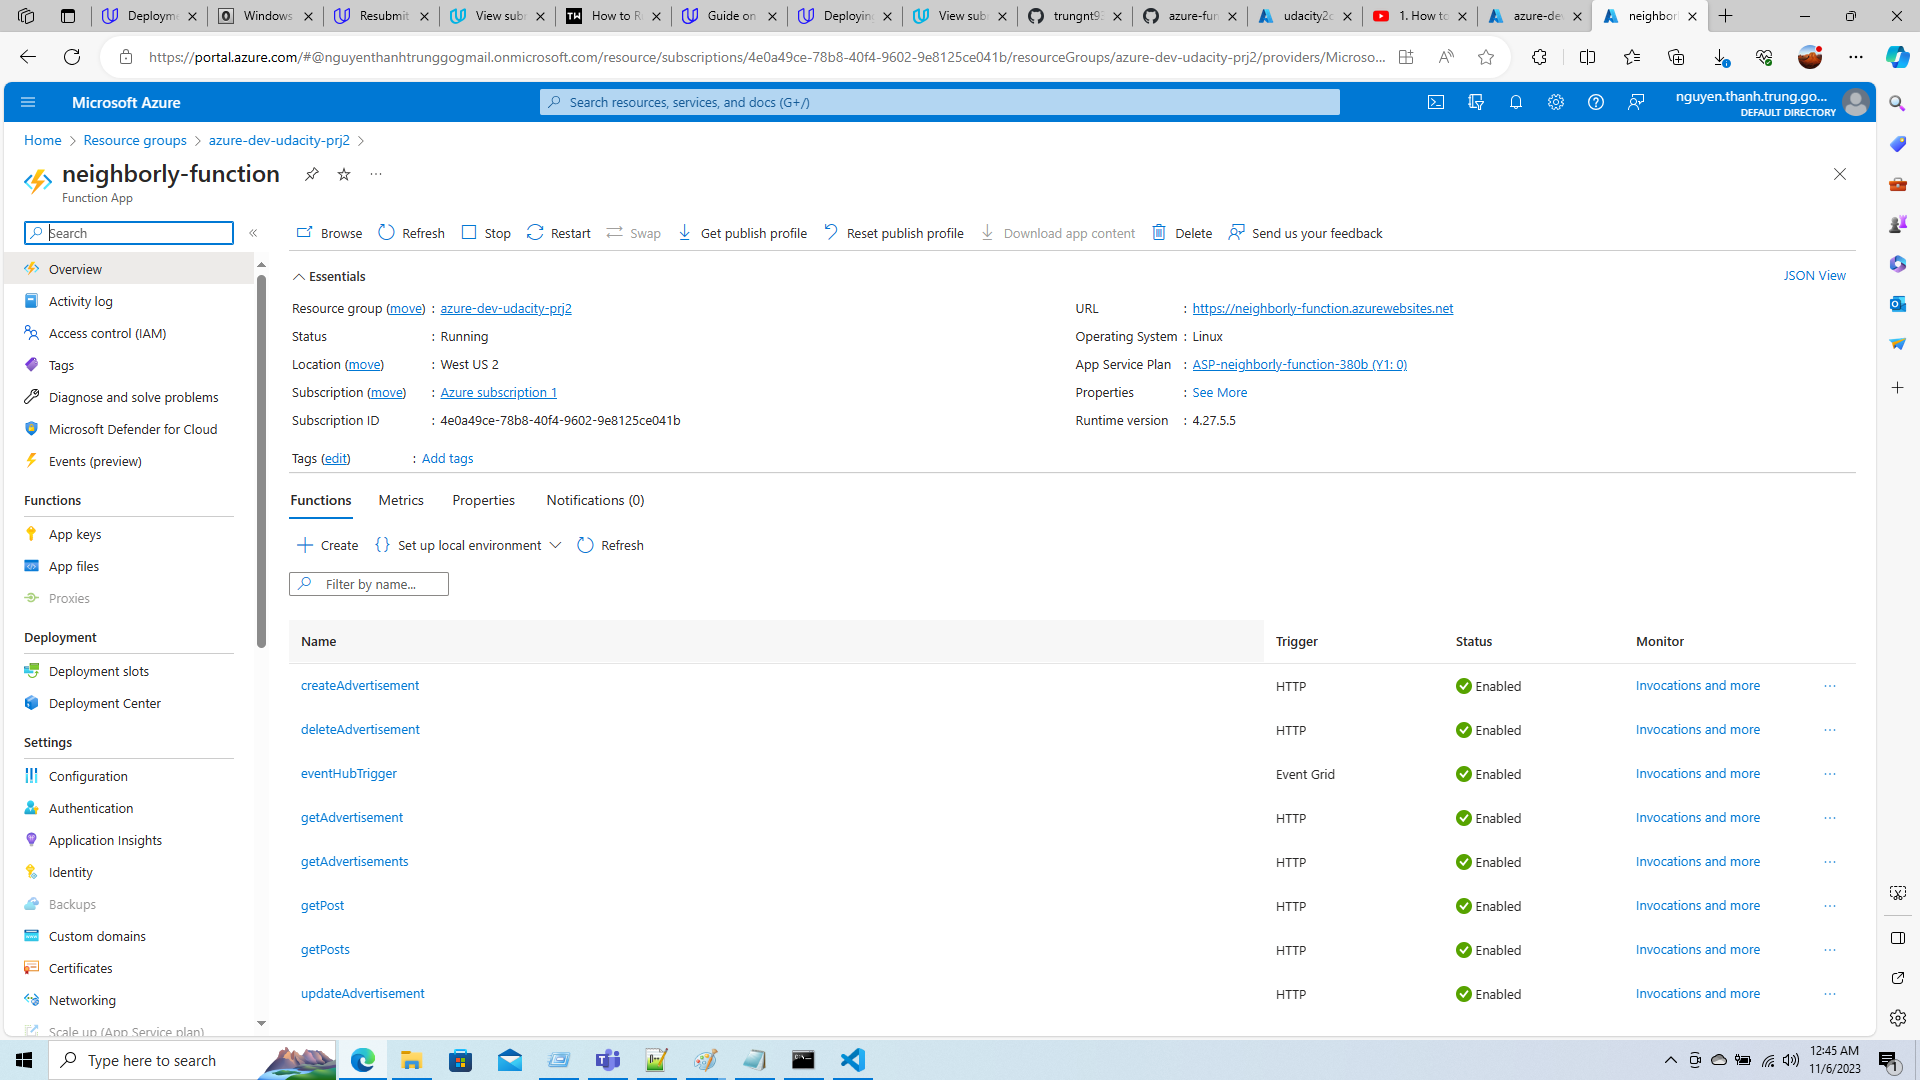 Deployme
Windows
Resubmit
View subn
How to R
Guide on
Deploying
View subn
trungnt9
azure-fun
udacity2c
1. How to
azure-dev
neighborl
https://portal.azure.com/#@nguyenthanhtrunggogmail.onmicrosoft.com/resource/subscriptions/4e0a49ce-78b8-40f4-9602-9e8125ce041b/resourceGroups/azure-dev-udacity-prj2/providers/Microso...
Microsoft Azure
Search resources, services, and docs (G+/)
nguyen.thanh.trung.go...
DEFAULT DIRECTORY
Home > Resource groups > azure-dev-udacity-prj2 >
neighborly-function
Function App
Search
Browse Refresh Stop Restart Swap Get publish profile Reset publish profile Download app content Delete Send us your feedback
Overview
Activity log
Access control (IAM)
Tags
Diagnose and solve problems
Microsoft Defender for Cloud
Events (preview)
Functions
App keys
App files
Proxies
Deployment
Deployment slots
Deployment Center
Settings
Configuration
Authentication
Application Insights
Identity
Backups
Custom domains
Certificates
Networking
Scale up (App Service plan)
Essentials
JSON View
Resource group (move) : azure-dev-udacity-prj2
Status : Running
Location (move) : West US 2
Subscription (move) : Azure subscription 1
Subscription ID : 4e0a49ce-78b8-40f4-9602-9e8125ce041b
URL : https://neighborly-function.azurewebsites.net
Operating System : Linux
App Service Plan : ASP-neighborly-function-380b (Y1: 0)
Properties : See More
Runtime version : 4.27.5.5
Tags (edit) : Add tags
Functions Metrics Properties Notifications (0)
Create {} Set up local environment Refresh
Filter by name...
Name Trigger Status Monitor
createAdvertisement HTTP Enabled Invocations and more ...
deleteAdvertisement HTTP Enabled Invocations and more ...
eventHubTrigger Event Grid Enabled Invocations and more ...
getAdvertisement HTTP Enabled Invocations and more ...
getAdvertisements HTTP Enabled Invocations and more ...
getPost HTTP Enabled Invocations and more ...
getPosts HTTP Enabled Invocations and more ...
updateAdvertisement HTTP Enabled Invocations and more ...
Type here to search
12:45 AM
11/6/2023
1